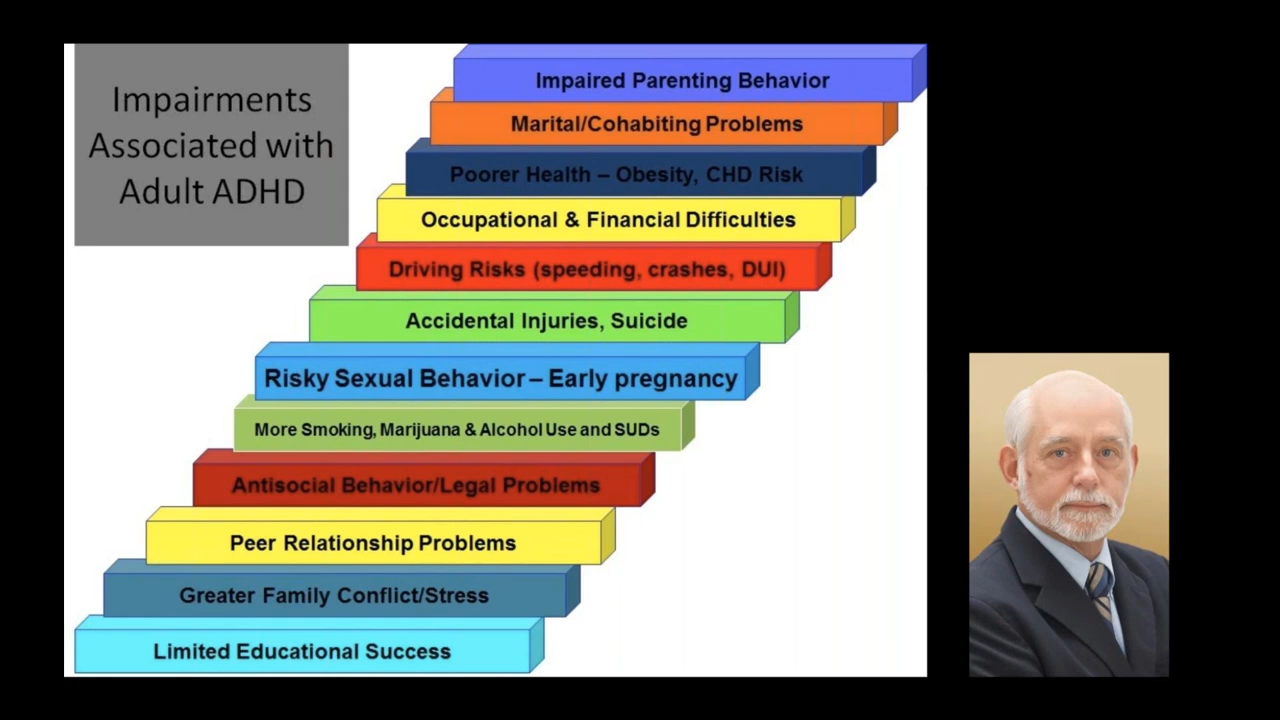 Impairments
Associated with
Adult ADHD
Impaired Parenting Behavior
Marital/Cohabiting Problems
Poorer Health – Obesity, CHD Risk
Occupational & Financial Difficulties
Driving Risks (speeding, crashes, DUI)
Accidental Injuries, Suicide
Risky Sexual Behavior – Early pregnancy
More Smoking, Marijuana & Alcohol Use and SUDs
Antisocial Behavior/Legal Problems
Peer Relationship Problems
Greater Family Conflict/Stress
Limited Educational Success